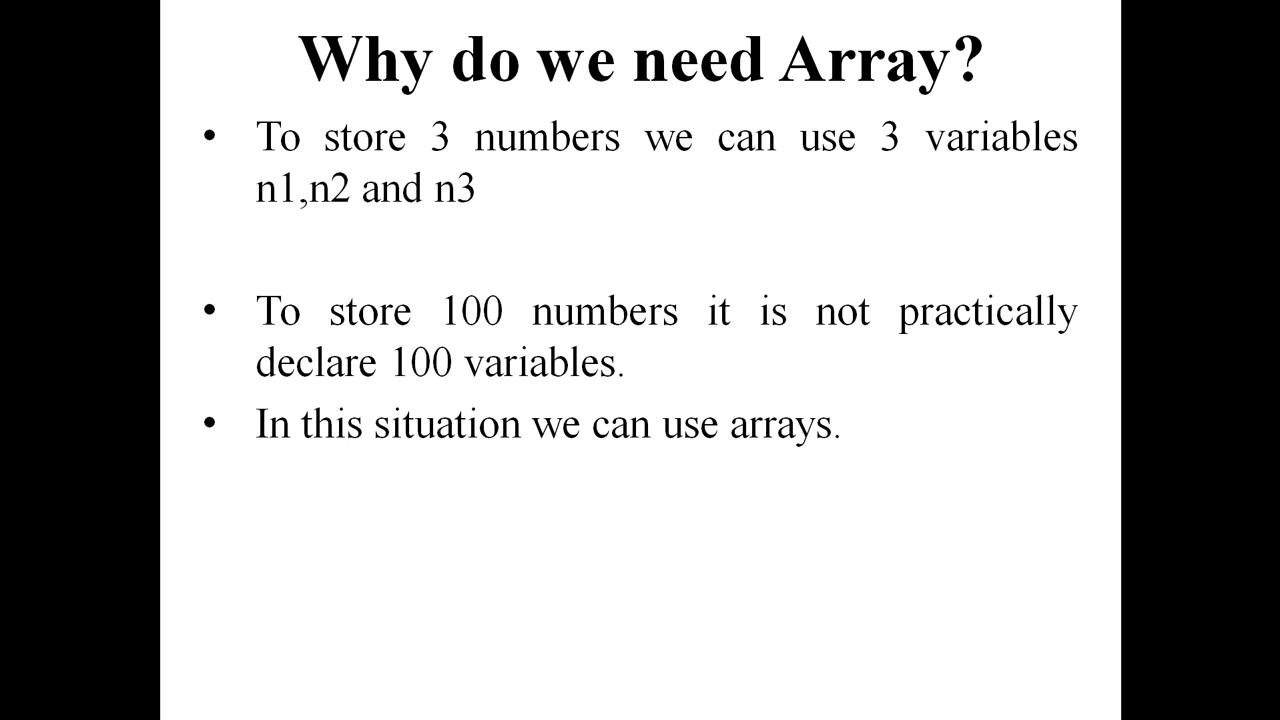 Why do we need Array?
• To store 3 numbers we can use 3 variables
n1,n2 and n3
• To store 100 numbers it is not practically
declare 100 variables.
• In this situation we can use arrays.